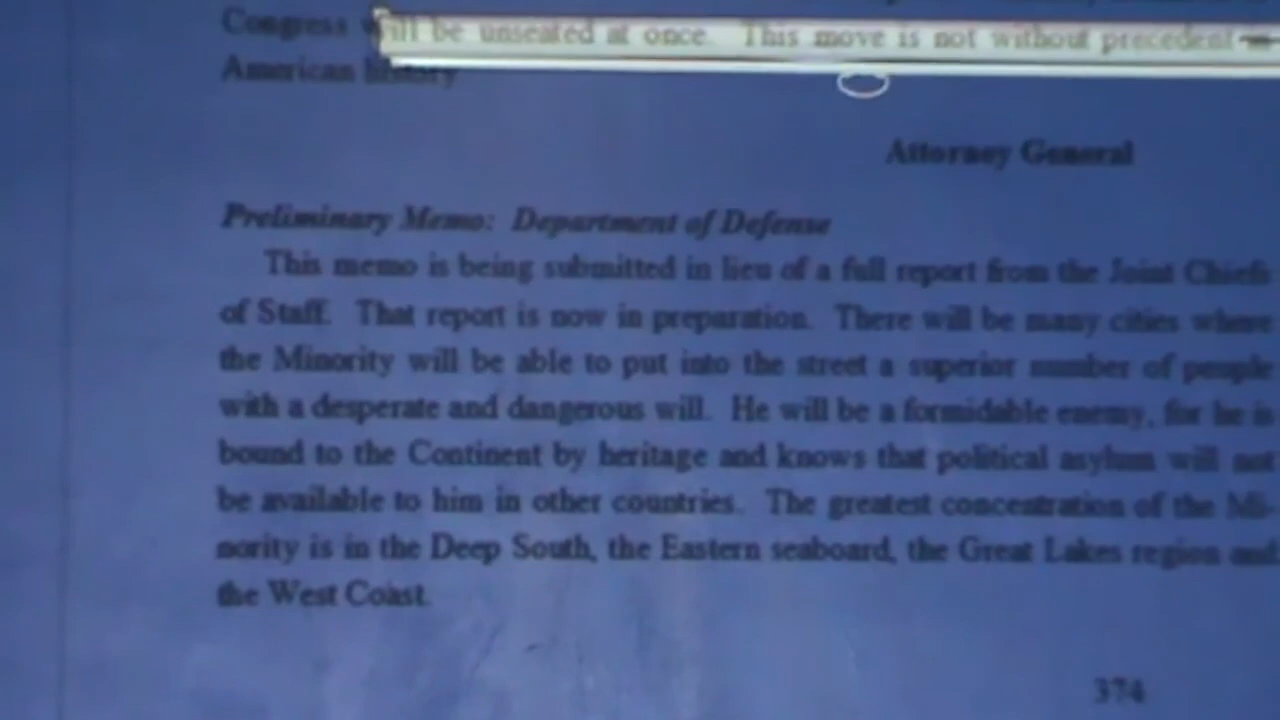 Congress will be unseated at once. This move is not without precedent in
American history
Attorney General
Preliminary Memo: Department of Defense
This memo is being submitted in lieu of a full report from the Joint Chiefs
of Staff. That report is now in preparation. There will be many cities where
the Minority will be able to put into the street a superior number of people
with a desperate and dangerous will. He will be a formidable enemy, for he is
bound to the Continent by heritage and knows that political asylum will not
be available to him in other countries. The greatest concentration of the Mi-
nority is in the Deep South, the Eastern seaboard, the Great Lakes region and
the West Coast.
374